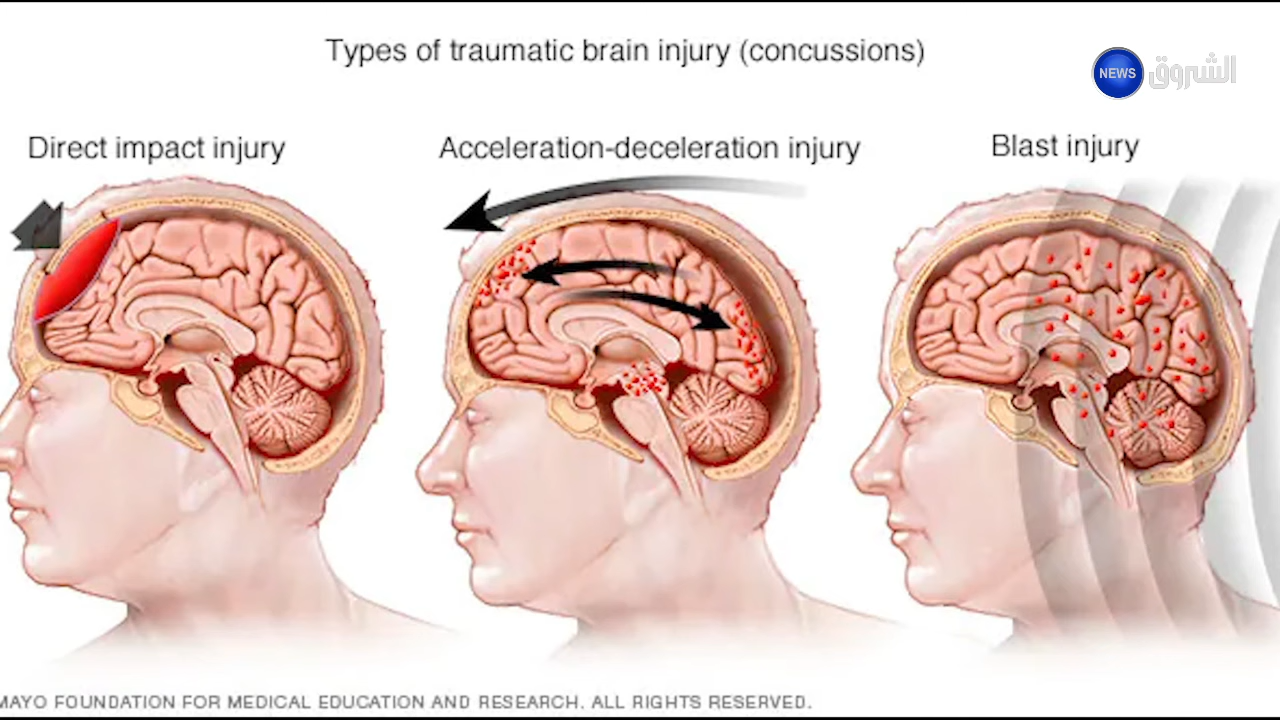 Types of traumatic brain injury (concussions)
NEWS الشروق
Direct impact injury
Acceleration-deceleration injury
Blast injury
MAYO FOUNDATION FOR MEDICAL EDUCATION AND RESEARCH. ALL RIGHTS RESERVED.